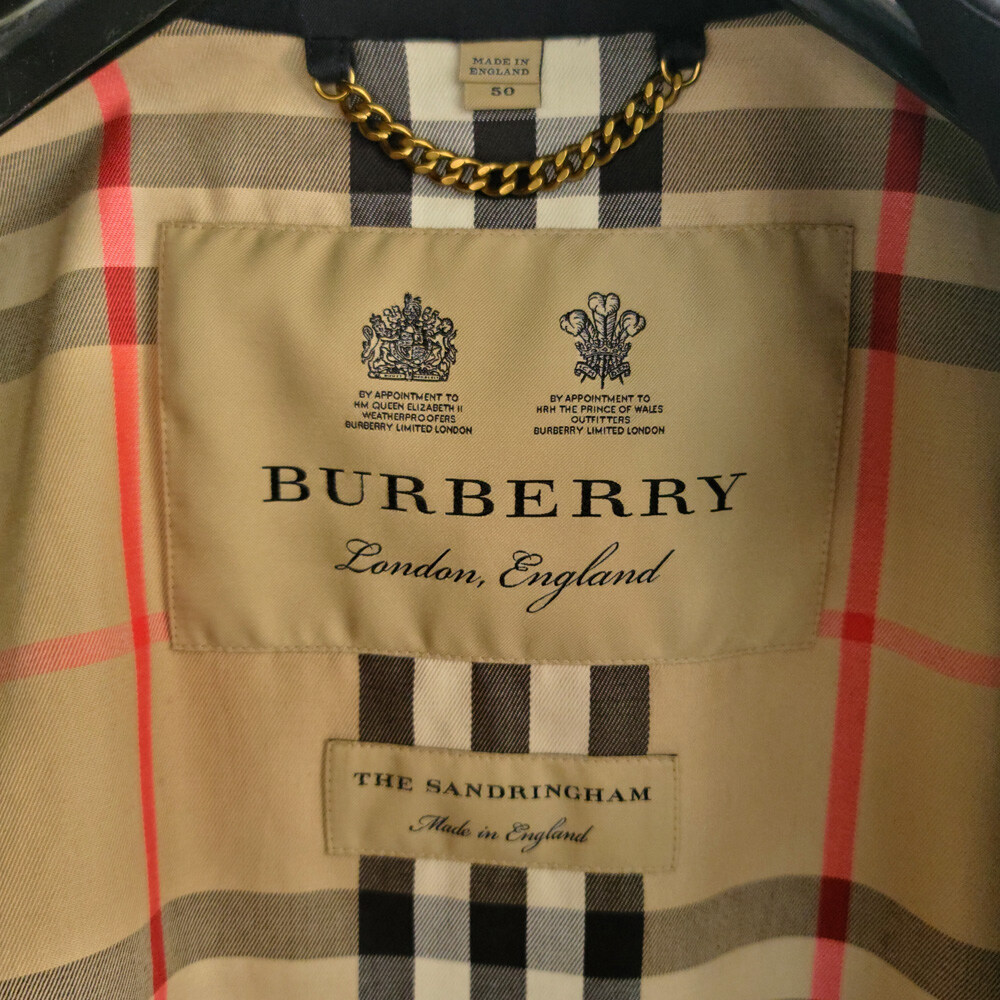 MADE IN
ENGLAND
50
BY APPOINTMENT TO
HM QUEEN ELIZABETH II
WEATHERPROOFERS
BURBERRY LIMITED LONDON
BY APPOINTMENT TO
HRH THE PRINCE OF WALES
OUTFITTERS
BURBERRY LIMITED LONDON
BURBERRY
London, England
THE SANDRINGHAM
Made in England